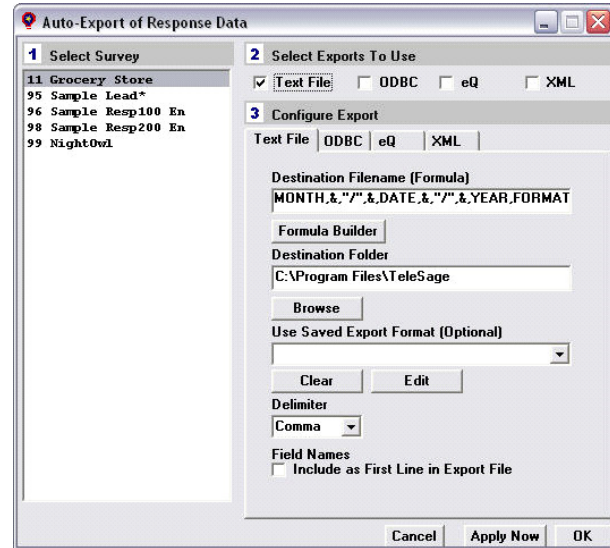 Auto-Export of Response Data
1 Select Survey
11 Grocery Store
95 Sample Lead*
96 Sample Resp100 En
98 Sample Resp200 En
99 NightOwl
2 Select Exports To Use
Text File ODBC eQ XML
3 Configure Export
Text File ODBC eQ XML
Destination Filename (Formula)
MONTH,&,"/",&,DATE,&,"/",&,YEAR,FORMAT
Formula Builder
Destination Folder
C:\Program Files\TeleSage
Browse
Use Saved Export Format (Optional)
Clear Edit
Delimiter
Comma
Field Names
Include as First Line in Export File
Cancel Apply Now OK